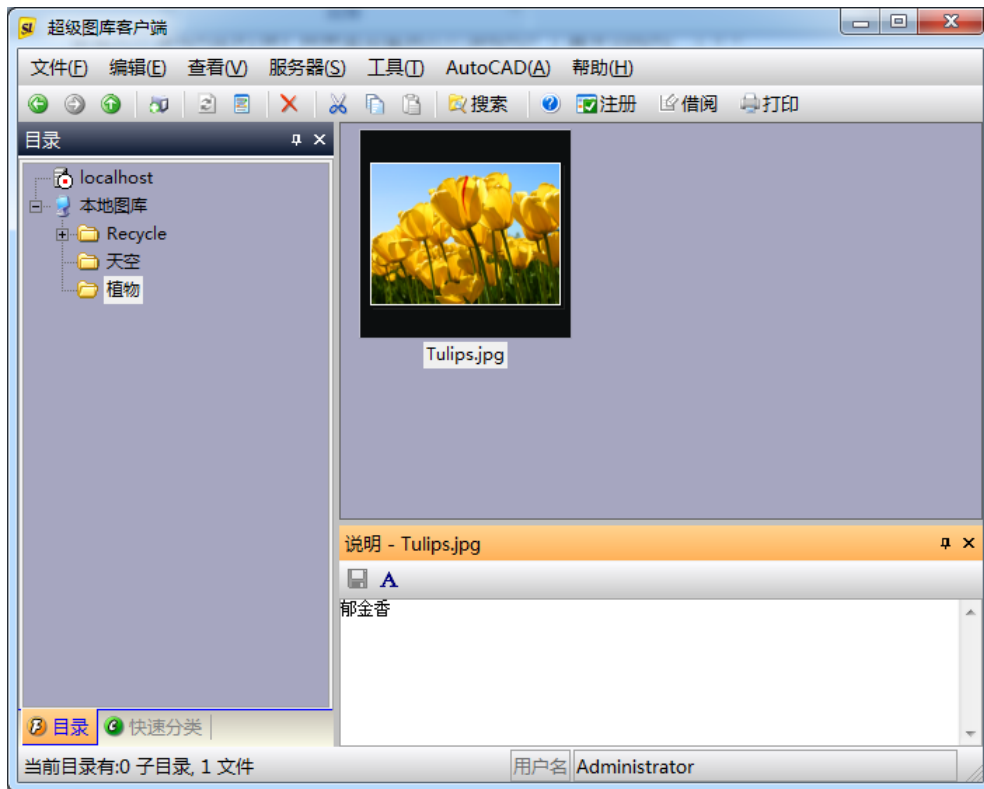 超级图库客户端
文件(F) 编辑(E) 查看(V) 服务器(S) 工具(T) AutoCAD(A) 帮助(H)
搜索 注册 借阅 打印
目录
localhost
本地图库
Recycle
天空
植物
Tulips.jpg
说明 - Tulips.jpg
A
郁金香
目录 快速分类
当前目录有:0 子目录, 1 文件 用户名 Administrator